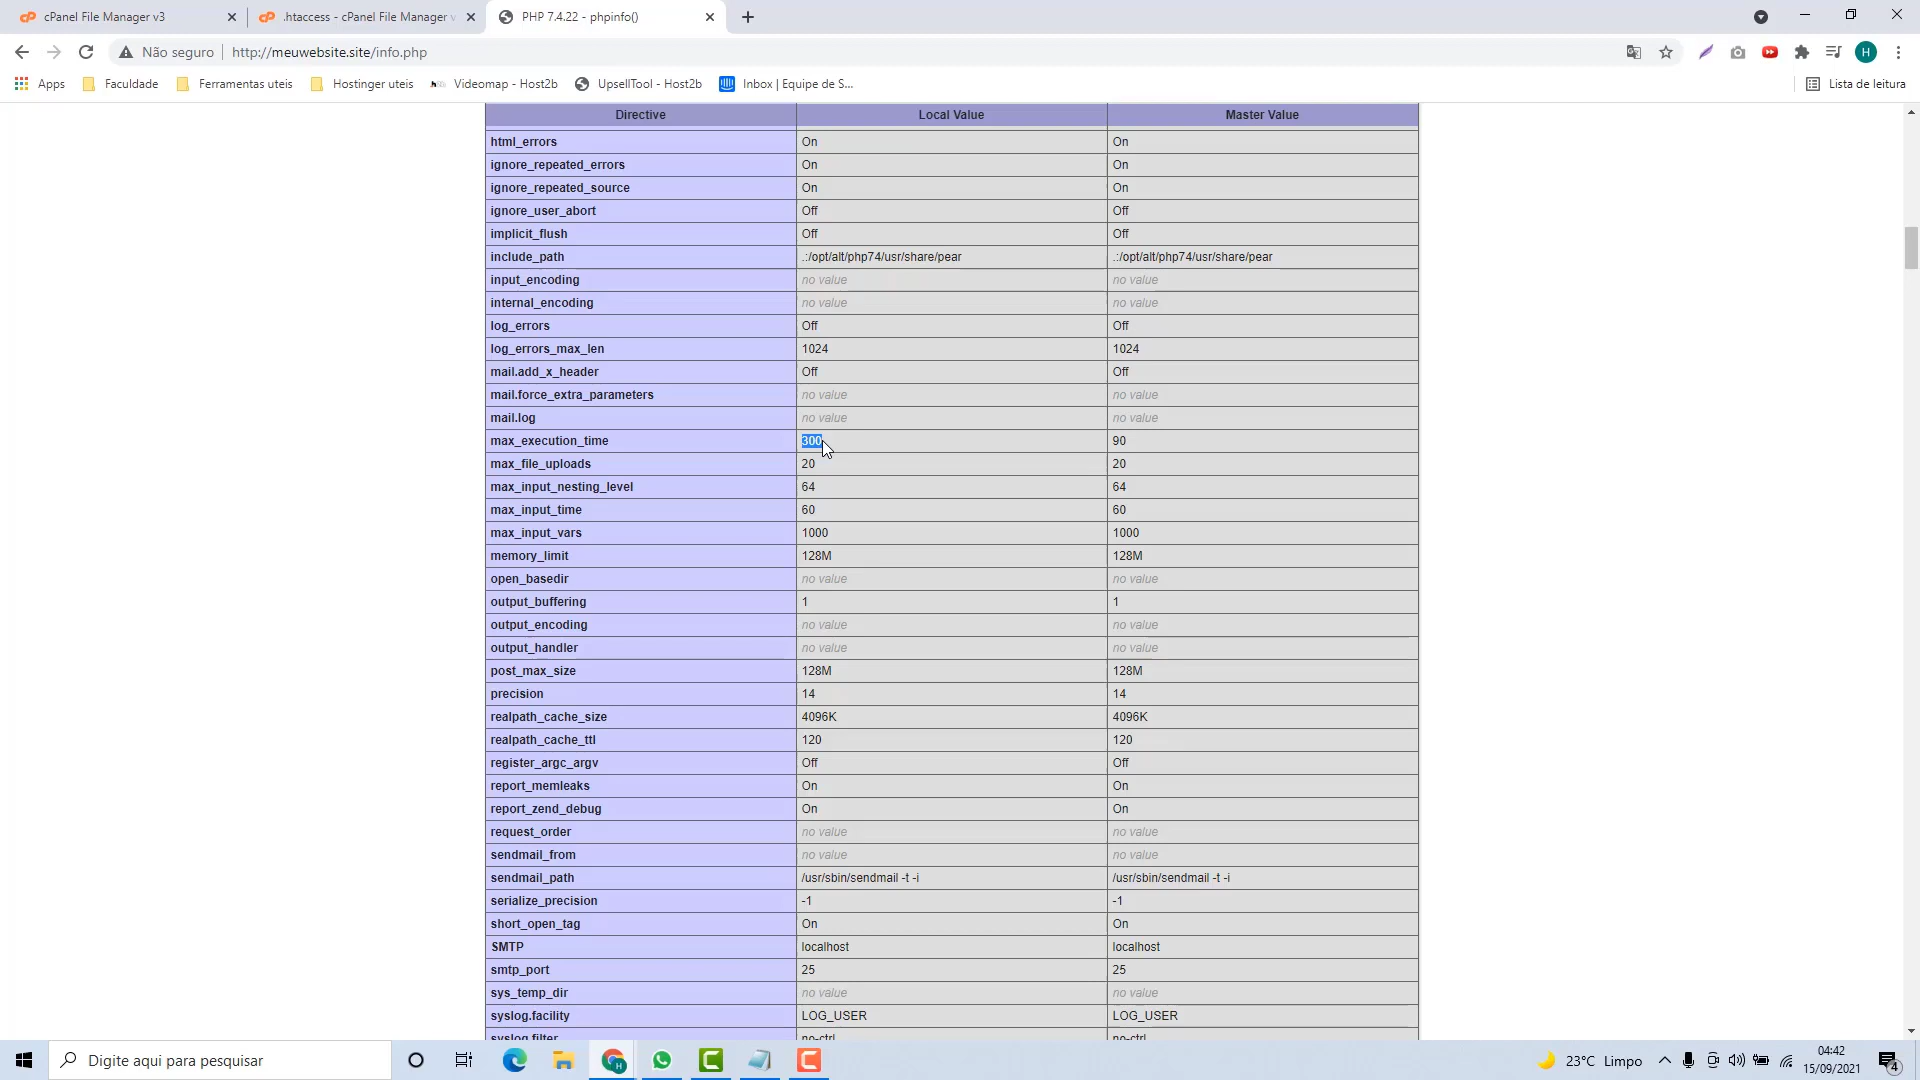 cPanel File Manager v3
.htaccess - cPanel File Manager v
PHP 7.4.22 - phpinfo()
Não seguro
http://meuwebsite.site/info.php
H
Apps
Faculdade
Ferramentas uteis
Hostinger uteis
Videomap - Host2b
UpsellTool - Host2b
Inbox | Equipe de S...
Lista de leitura
Directive Local Value Master Value
html_errors On On
ignore_repeated_errors On On
ignore_repeated_source On On
ignore_user_abort Off Off
implicit_flush Off Off
include_path .:/opt/alt/php74/usr/share/pear .:/opt/alt/php74/usr/share/pear
input_encoding no value no value
internal_encoding no value no value
log_errors Off Off
log_errors_max_len 1024 1024
mail.add_x_header Off Off
mail.force_extra_parameters no value no value
mail.log no value no value
max_execution_time 300 90
max_file_uploads 20 20
max_input_nesting_level 64 64
max_input_time 60 60
max_input_vars 1000 1000
memory_limit 128M 128M
open_basedir no value no value
output_buffering 1 1
output_encoding no value no value
output_handler no value no value
post_max_size 128M 128M
precision 14 14
realpath_cache_size 4096K 4096K
realpath_cache_ttl 120 120
register_argc_argv Off Off
report_memleaks On On
report_zend_debug On On
request_order no value no value
sendmail_from no value no value
sendmail_path /usr/sbin/sendmail -t -i /usr/sbin/sendmail -t -i
serialize_precision -1 -1
short_open_tag On On
SMTP localhost localhost
smtp_port 25 25
sys_temp_dir no value no value
syslog.facility LOG_USER LOG_USER
syslog.filter no-ctrl no-ctrl
Digite aqui para pesquisar
23°C Limpo
04:42
15/09/2021
4